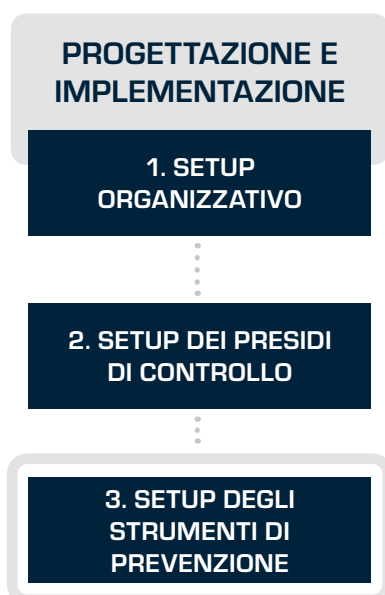 PROGETTAZIONE E
IMPLEMENTAZIONE
1. SETUP
ORGANIZZATIVO
2. SETUP DEI PRESIDI
DI CONTROLLO
3. SETUP DEGLI
STRUMENTI DI
PREVENZIONE